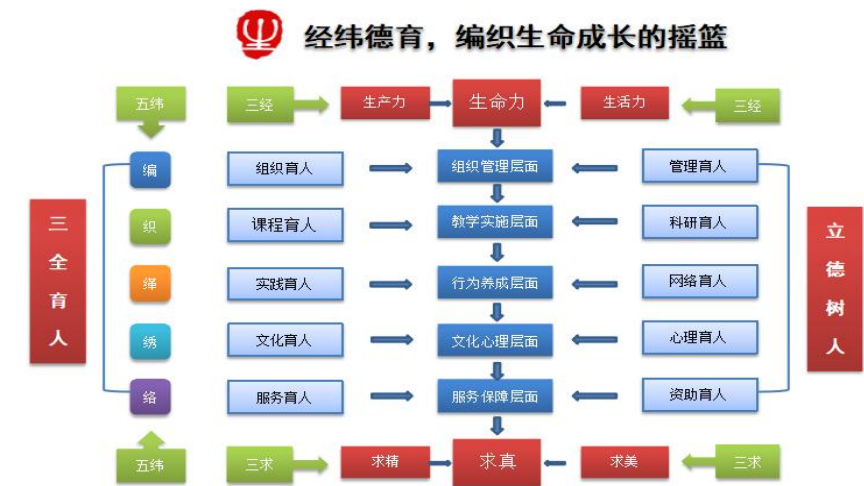 经纬德育，编织生命成长的摇篮
五纬
三经
生产力
生命力
生活力
三经
编
组织育人
组织管理层面
管理育人
织
课程育人
教学实施层面
科研育人
缂
实践育人
行为养成层面
网络育人
绣
文化育人
文化心理层面
心理育人
络
服务育人
服务保障层面
资助育人
三全育人
立德树人
五纬
三求
求精
求真
求美
三求